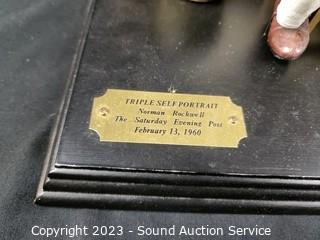 TRIPLE SELF PORTRAIT
Norman Rockwell
The Saturday Evening Post
February 13, 1960
Copyright 2023 - Sound Auction Service